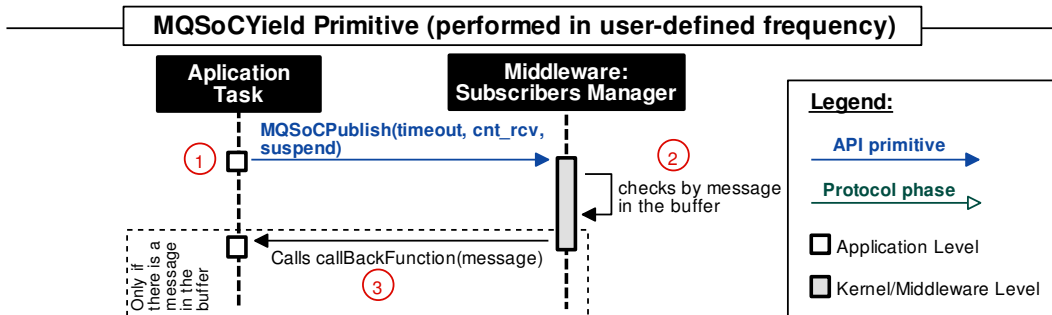 MQSoCYield Primitive (performed in user-defined frequency)
Aplication
Task
Middleware:
Subscribers Manager
MQSoCPublish(timeout, cnt_rcv,
suspend)
1
2
checks by message
in the buffer
Only if
there is a
message
in the
buffer
Calls callBackFunction(message)
3
Legend:
API primitive
Protocol phase
Application Level
Kernel/Middleware Level